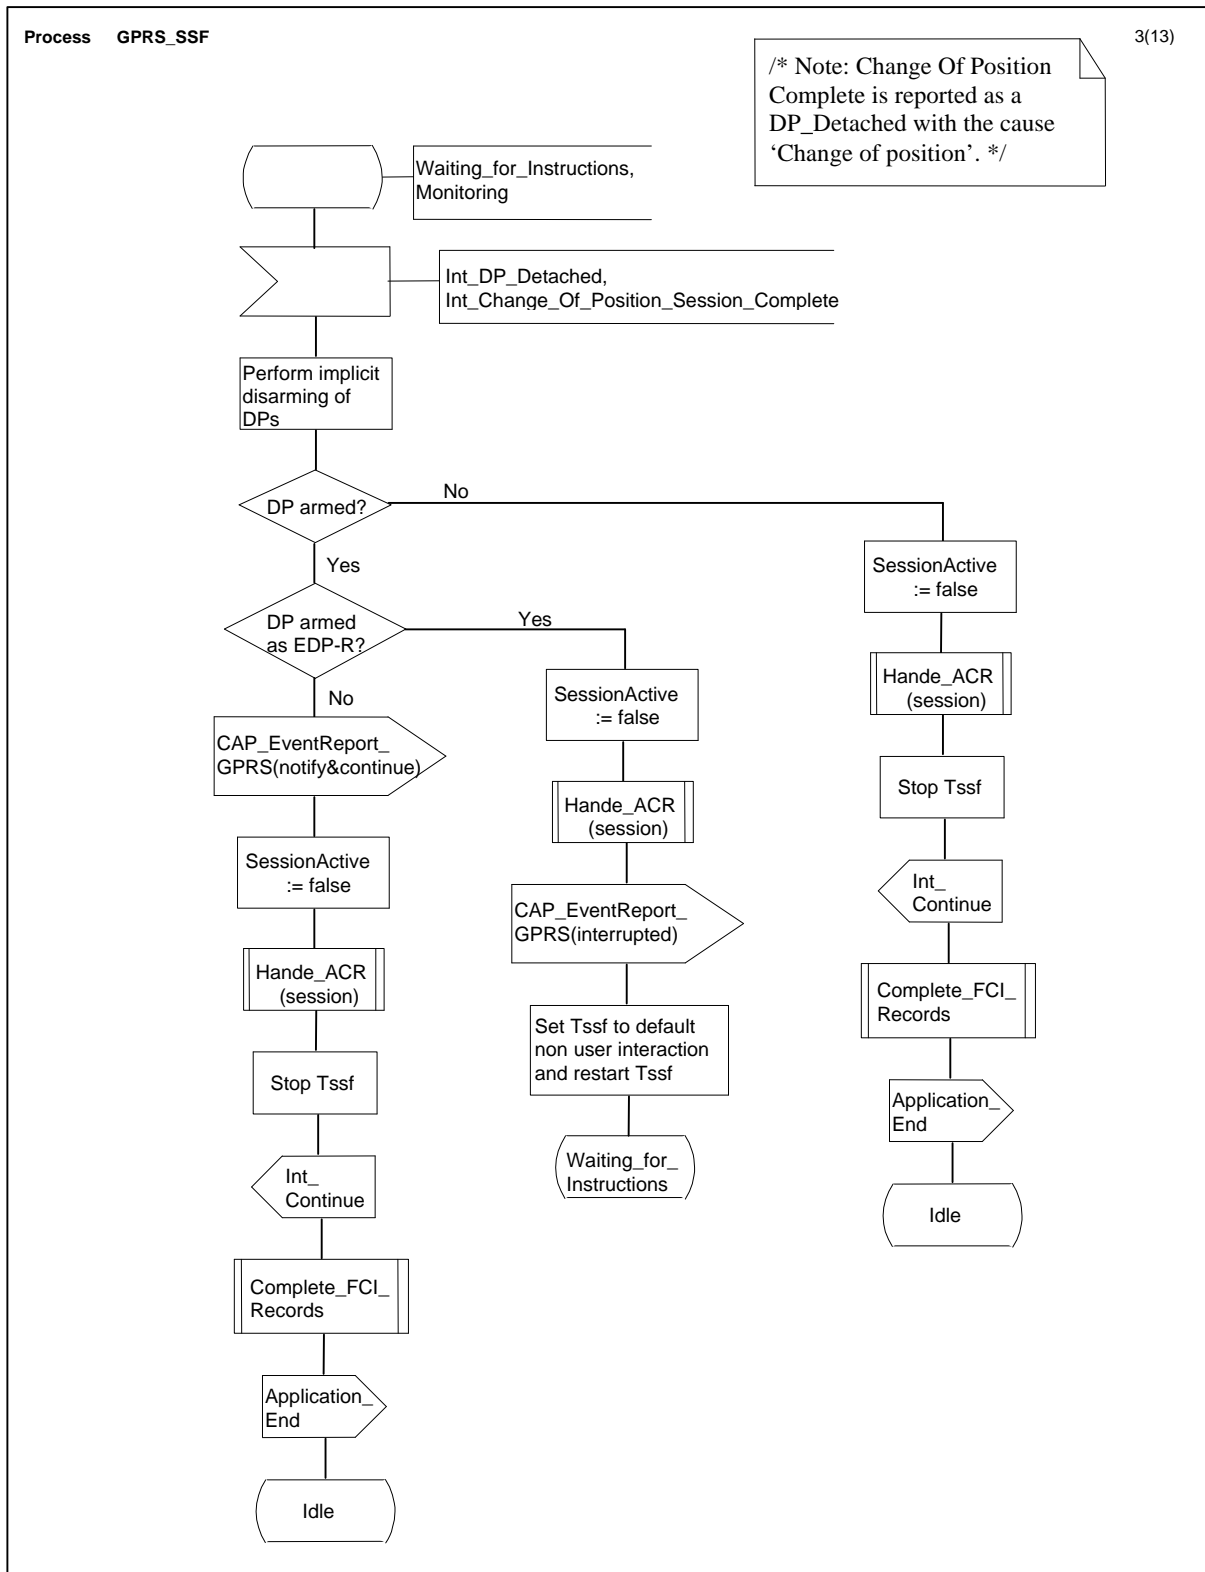 Process GPRS_SSF
3(13)
/* Note: Change Of Position
Complete is reported as a
DP_Detached with the cause
‘Change of position’. */
Waiting_for_Instructions,
Monitoring
Int_DP_Detached,
Int_Change_Of_Position_Session_Complete
Perform implicit
disarming of
DPs
DP armed?
No
Yes
DP armed
as EDP-R?
Yes
No
CAP_EventReport_
GPRS(notify&continue)
SessionActive
:= false
Hande_ACR
(session)
Stop Tssf
Int_
Continue
Complete_FCI_
Records
Application_
End
Idle
SessionActive
:= false
Hande_ACR
(session)
CAP_EventReport_
GPRS(interrupted)
Set Tssf to default
non user interaction
and restart Tssf
Waiting_for_
Instructions
SessionActive
:= false
Hande_ACR
(session)
Stop Tssf
Int_
Continue
Complete_FCI_
Records
Application_
End
Idle